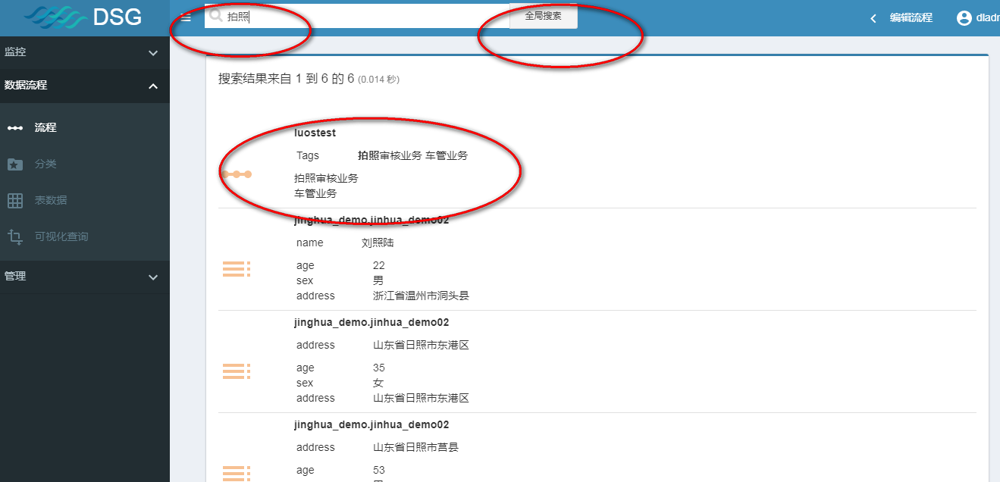 DSG
拍照
全局搜索
编辑流程
监控
数据流程
流程
分类
表数据
可视化查询
管理
搜索结果来自 1 到 6 的 6 (0.014 秒)
luostest
Tags 拍照审核业务 车管业务
拍照审核业务
车管业务
jinghua_demo.jinhua_demo02
name 刘照陆
age 22
sex 男
address 浙江省温州市洞头县
jinghua_demo.jinhua_demo02
address 山东省日照市东港区
age 35
sex 女
address 山东省日照市东港区
jinghua_demo.jinhua_demo02
address 山东省日照市莒县
age 53